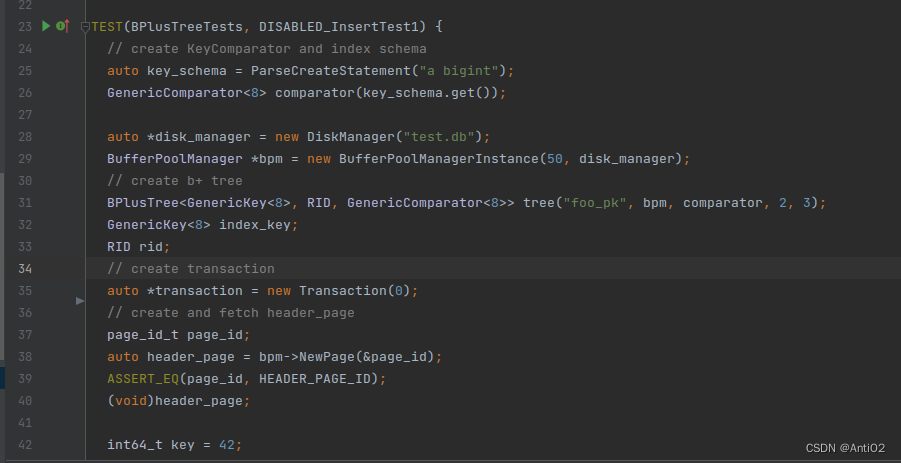 22
23 TEST(BPlusTreeTests, DISABLED_InsertTest1) {
24 // create KeyComparator and index schema
25 auto key_schema = ParseCreateStatement("a bigint");
26 GenericComparator<8> comparator(key_schema.get());
27
28 auto *disk_manager = new DiskManager("test.db");
29 BufferPoolManager *bpm = new BufferPoolManagerInstance(50, disk_manager);
30 // create b+ tree
31 BPlusTree<GenericKey<8>, RID, GenericComparator<8>> tree("foo_pk", bpm, comparator, 2, 3);
32 GenericKey<8> index_key;
33 RID rid;
34 // create transaction
35 auto *transaction = new Transaction(0);
36 // create and fetch header_page
37 page_id_t page_id;
38 auto header_page = bpm->NewPage(&page_id);
39 ASSERT_EQ(page_id, HEADER_PAGE_ID);
40 (void)header_page;
41
42 int64_t key = 42;
CSDN @AntiO2